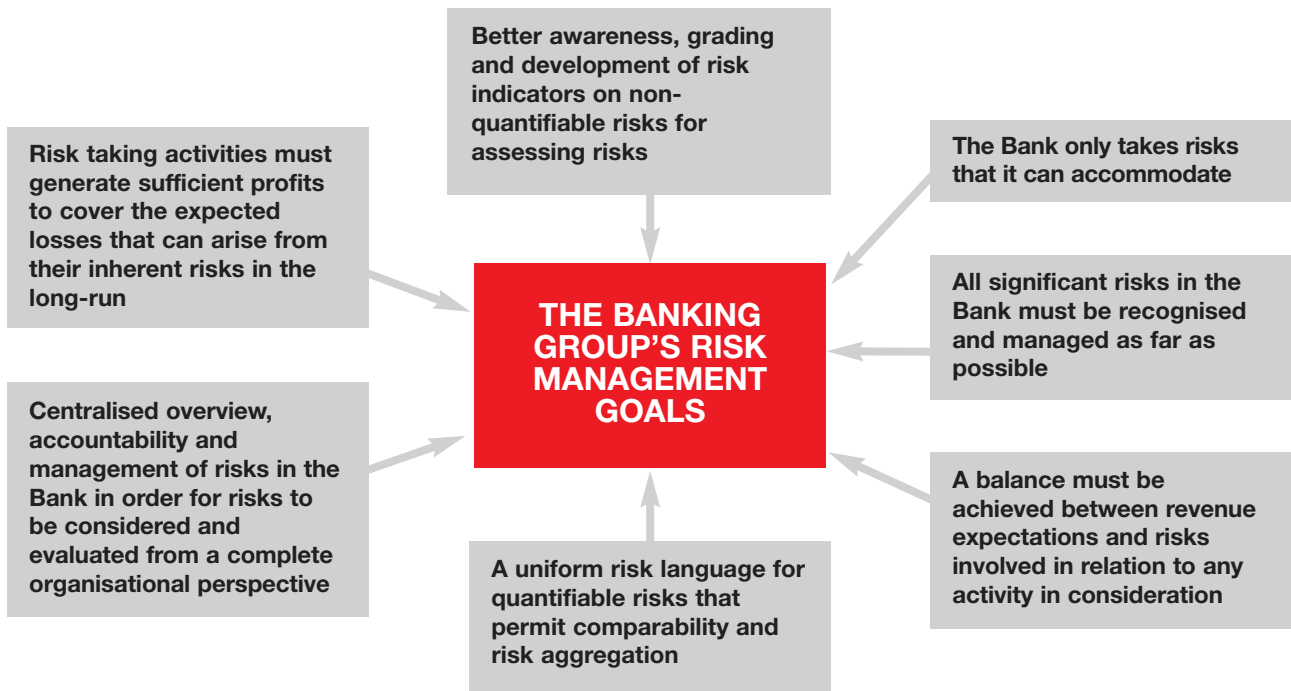 Better awareness, grading
and development of risk
indicators on non-
quantifiable risks for
assessing risks
Risk taking activities must
generate sufficient profits
to cover the expected
losses that can arise from
their inherent risks in the
long-run
The Bank only takes risks
that it can accommodate
THE BANKING
GROUP’S RISK
MANAGEMENT
GOALS
All significant risks in the
Bank must be recognised
and managed as far as
possible
Centralised overview,
accountability and
management of risks in the
Bank in order for risks to
be considered and
evaluated from a complete
organisational perspective
A uniform risk language for
quantifiable risks that
permit comparability and
risk aggregation
A balance must be
achieved between revenue
expectations and risks
involved in relation to any
activity in consideration